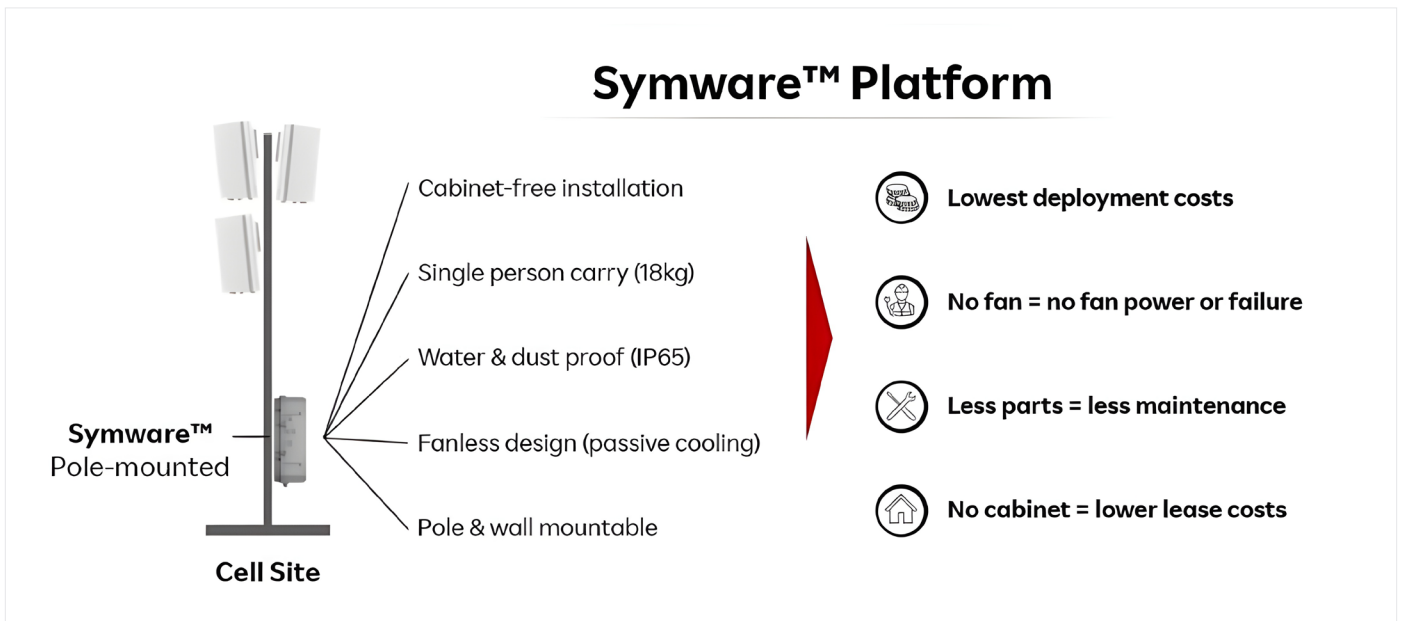 Symware™ Platform
Cabinet-free installation
Single person carry (18kg)
Water & dust proof (IP65)
Fanless design (passive cooling)
Pole & wall mountable
Symware™
Pole-mounted
Cell Site
Lowest deployment costs
No fan = no fan power or failure
Less parts = less maintenance
No cabinet = lower lease costs